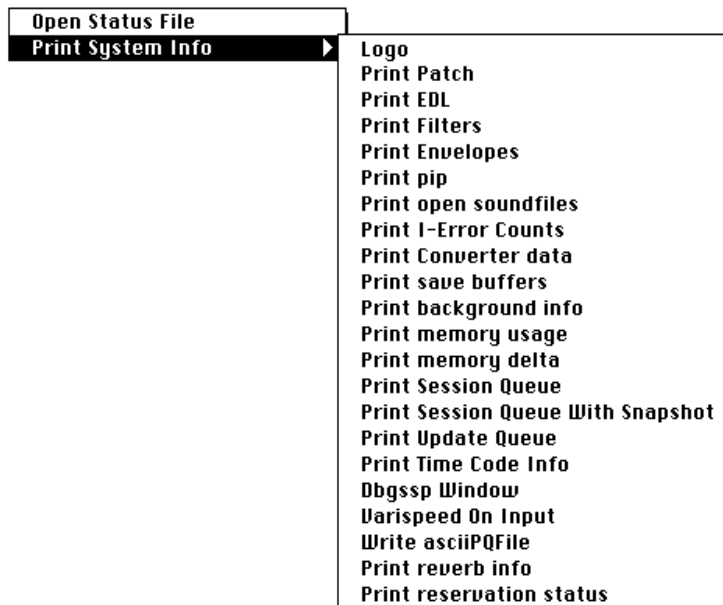 Open Status File
Print System Info
Logo
Print Patch
Print EDL
Print Filters
Print Envelopes
Print pip
Print open soundfiles
Print I-Error Counts
Print Converter data
Print save buffers
Print background info
Print memory usage
Print memory delta
Print Session Queue
Print Session Queue With Snapshot
Print Update Queue
Print Time Code Info
Dbgssp Window
Varispeed On Input
Write asciiPQFile
Print reverb info
Print reservation status